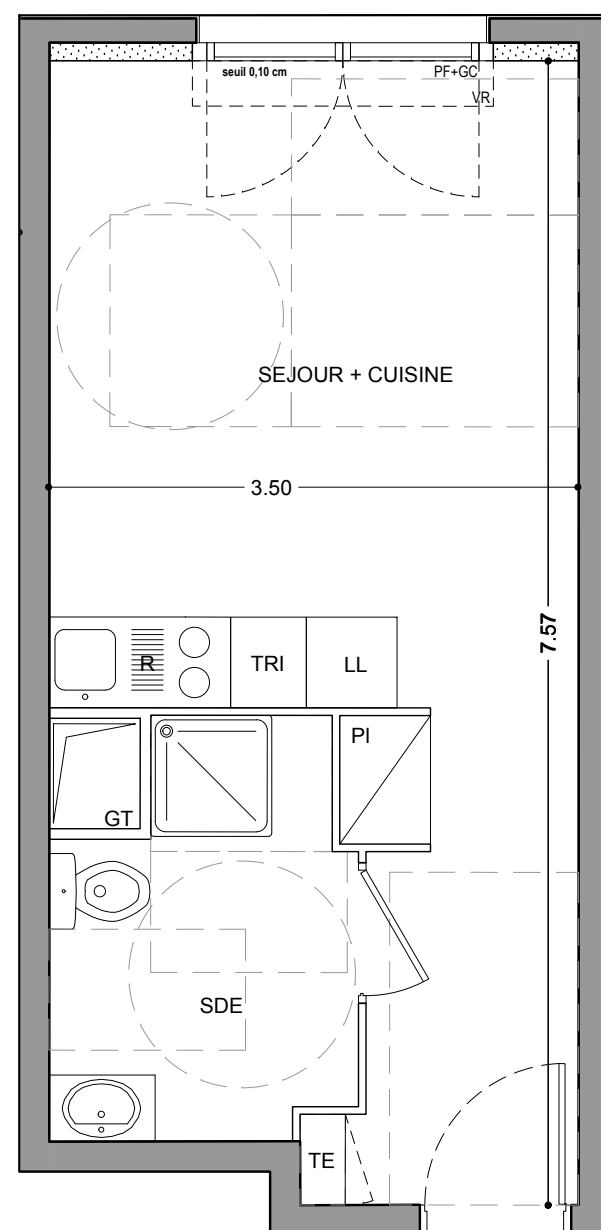 seuil 0,10 cm
PF+GC
VR
SEJOUR + CUISINE
3.50
7.57
R
TRI
LL
PI
GT
SDE
TE